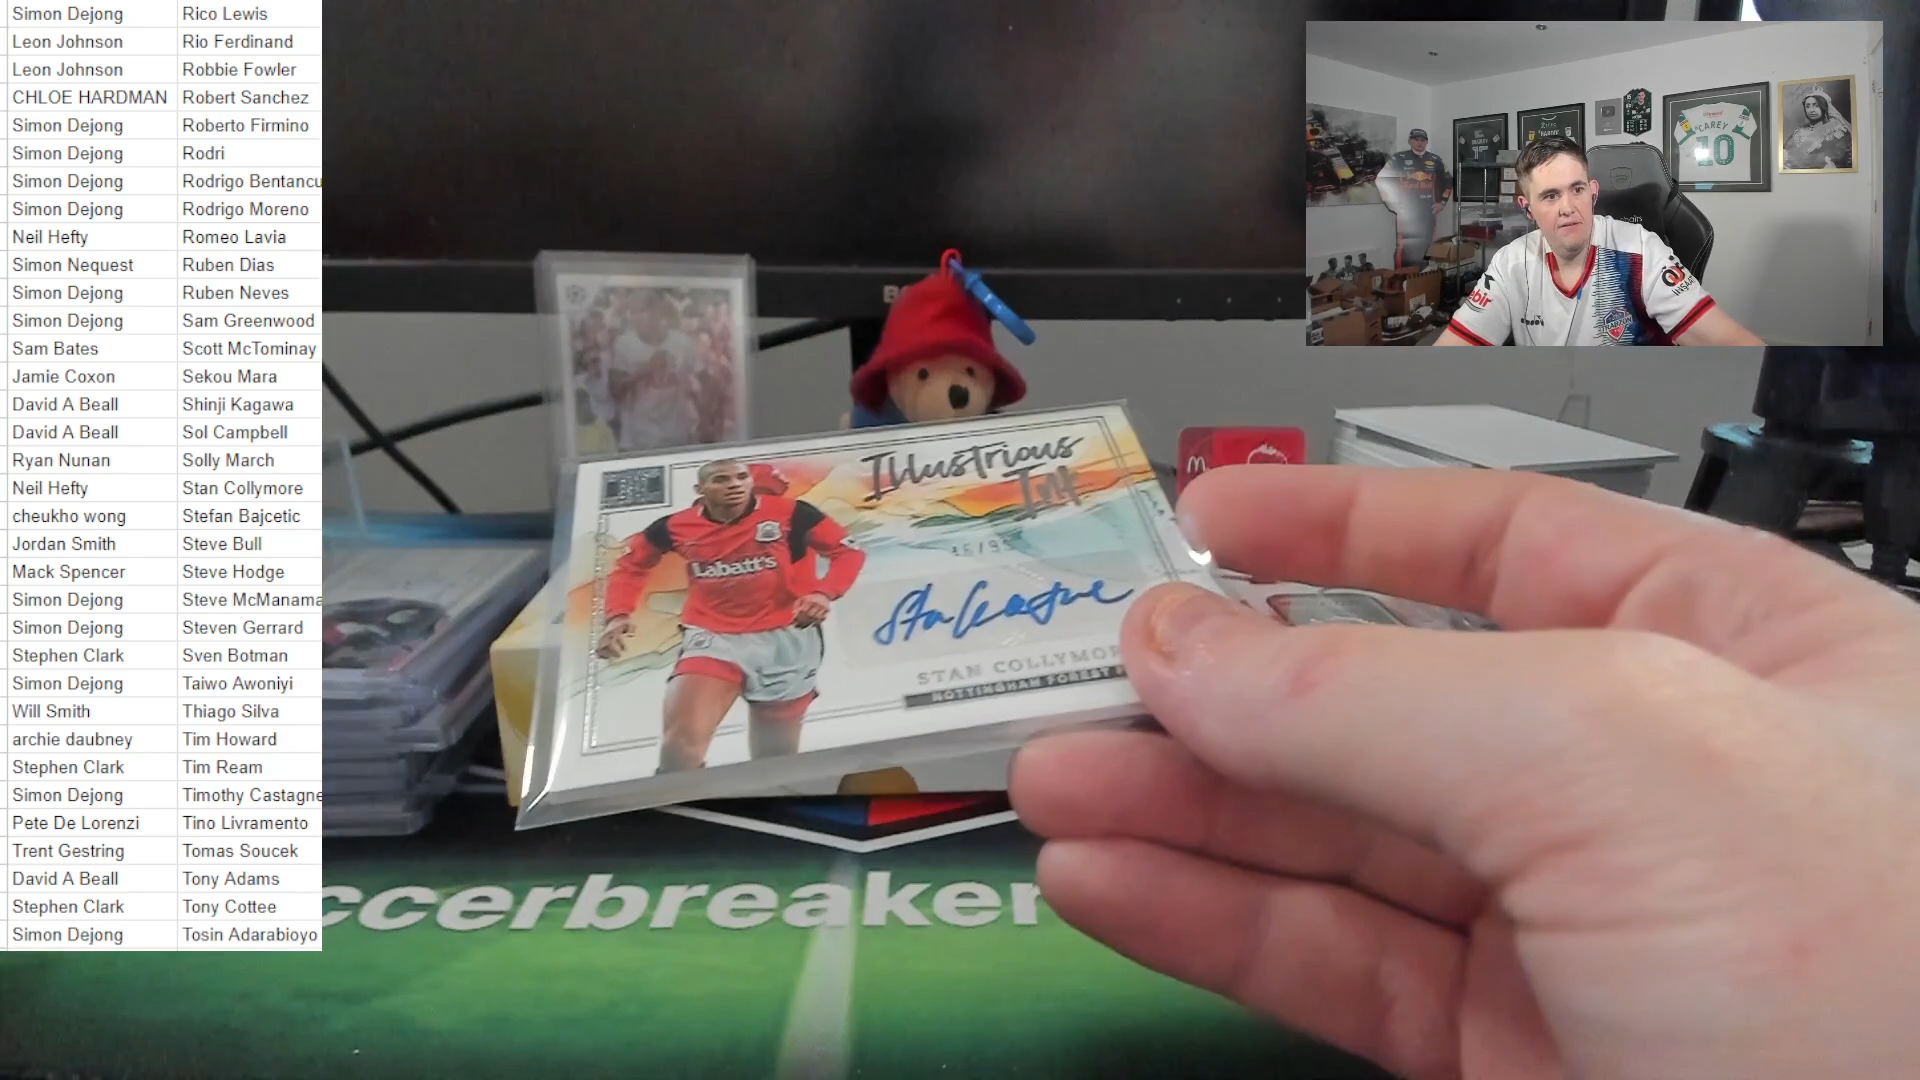 Simon Dejong Rico Lewis
Leon Johnson Rio Ferdinand
Leon Johnson Robbie Fowler
CHLOE HARDMAN Robert Sanchez
Simon Dejong Roberto Firmino
Simon Dejong Rodri
Simon Dejong Rodrigo Bentancu
Simon Dejong Rodrigo Moreno
Neil Hefty Romeo Lavia
Simon Nequest Ruben Dias
Simon Dejong Ruben Neves
Simon Dejong Sam Greenwood
Sam Bates Scott McTominay
Jamie Coxon Sekou Mara
David A Beall Shinji Kagawa
David A Beall Sol Campbell
Ryan Nunan Solly March
Neil Hefty Stan Collymore
cheukho wong Stefan Bajcetic
Jordan Smith Steve Bull
Mack Spencer Steve Hodge
Simon Dejong Steve McManama
Simon Dejong Steven Gerrard
Stephen Clark Sven Botman
Simon Dejong Taiwo Awoniyi
Will Smith Thiago Silva
archie daubney Tim Howard
Stephen Clark Tim Ream
Simon Dejong Timothy Castagne
Pete De Lorenzi Tino Livramento
Trent Gestring Tomas Soucek
David A Beall Tony Adams
Stephen Clark Tony Cottee
Simon Dejong Tosin Adarabioyo
CAREY
10
Illustrious
Ink
Labatt's
STAN COLLYMOR
NOTTINGHAM FOREST F
ccerbreaker